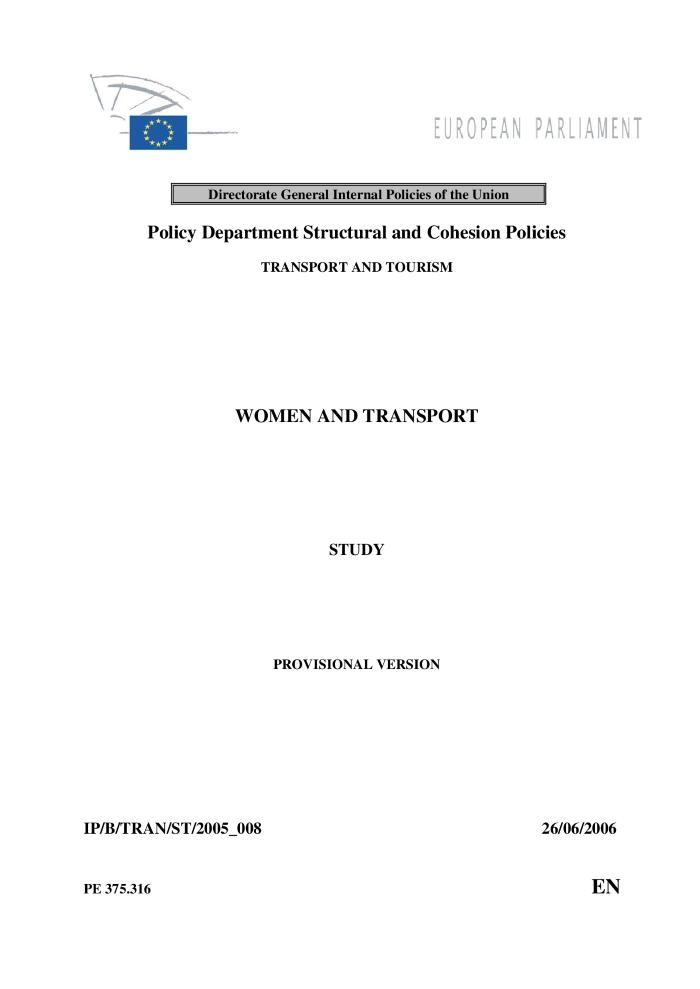 EUROPEAN PARLIAMENT
Directorate General Internal Policies of the Union
Policy Department Structural and Cohesion Policies
TRANSPORT AND TOURISM
WOMEN AND TRANSPORT
STUDY
PROVISIONAL VERSION
IP/B/TRAN/ST/2005_008 26/06/2006
PE 375.316 EN